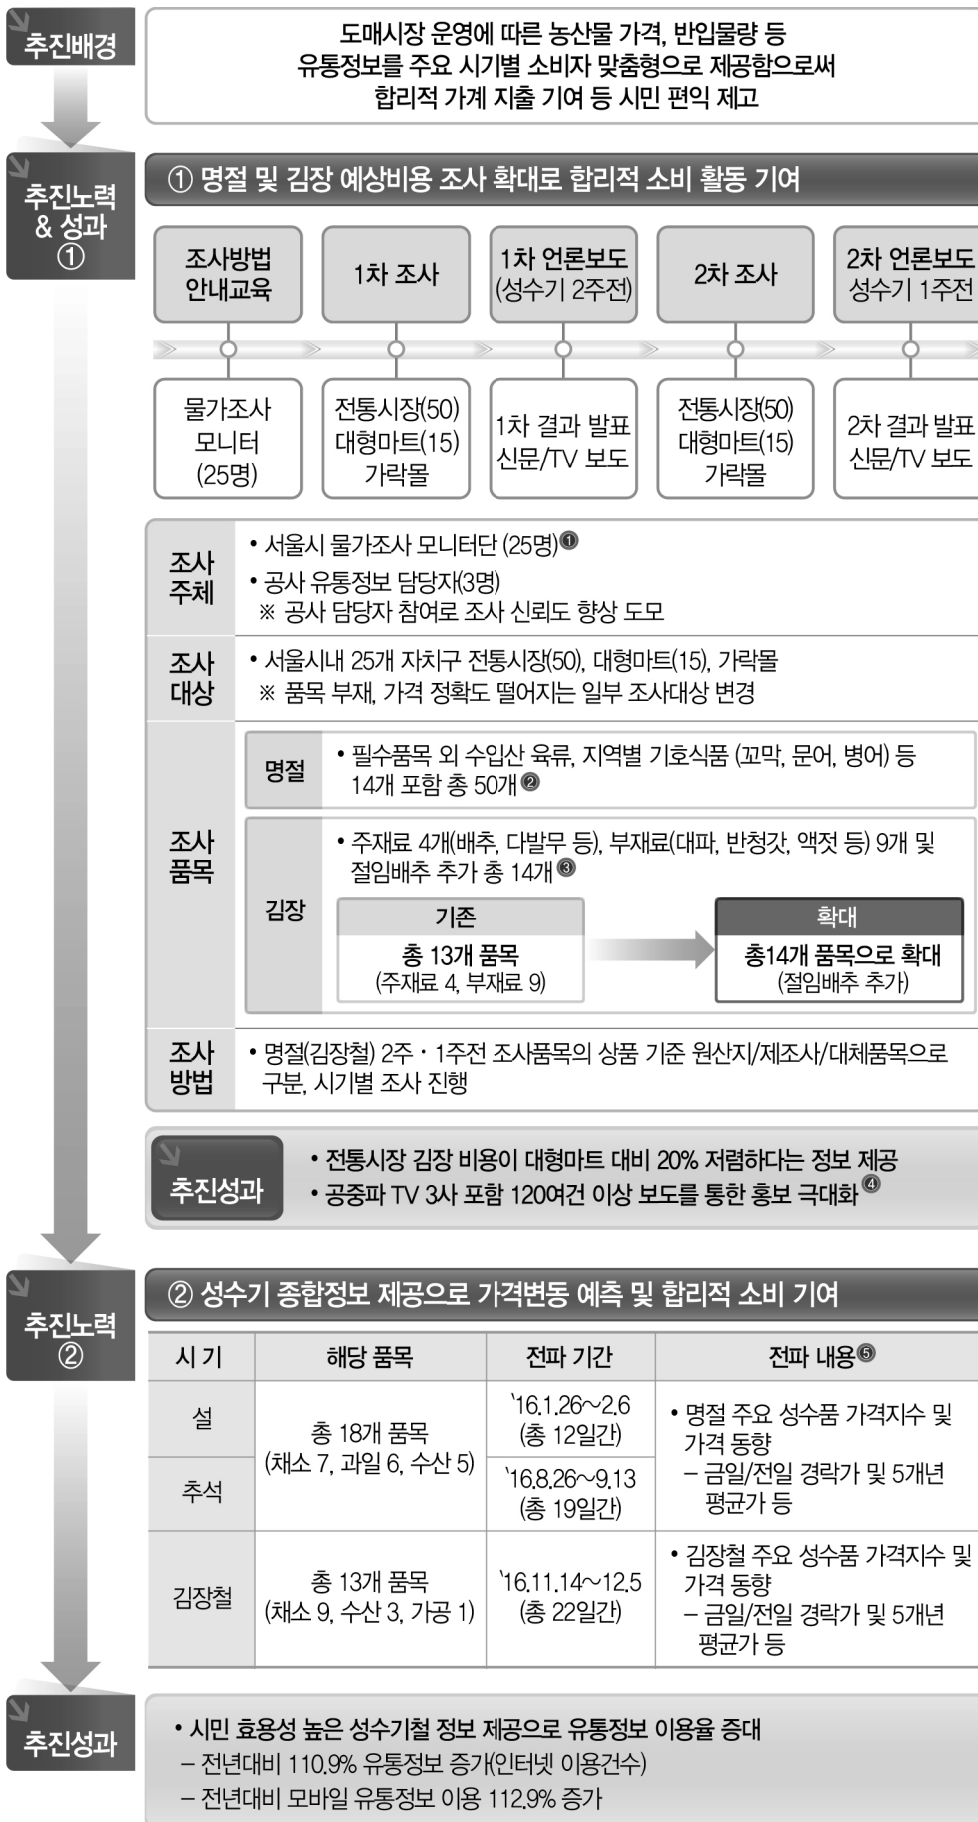 추진배경
도매시장 운영에 따른 농산물 가격, 반입물량 등
유통정보를 주요 시기별 소비자 맞춤형으로 제공함으로써
합리적 가계 지출 기여 등 시민 편익 제고
추진노력
& 성과
①
① 명절 및 김장 예상비용 조사 확대로 합리적 소비 활동 기여
조사방법
안내교육
1차 조사
1차 언론보도
(성수기 2주전)
2차 조사
2차 언론보도
성수기 1주전
물가조사
모니터
(25명)
전통시장(50)
대형마트(15)
가락몰
1차 결과 발표
신문/TV 보도
전통시장(50)
대형마트(15)
가락몰
2차 결과 발표
신문/TV 보도
조사
주체
• 서울시 물가조사 모니터단 (25명)❶
• 공사 유통정보 담당자(3명)
※ 공사 담당자 참여로 조사 신뢰도 향상 도모
조사
대상
• 서울시내 25개 자치구 전통시장(50), 대형마트(15), 가락몰
※ 품목 부재, 가격 정확도 떨어지는 일부 조사대상 변경
조사
품목
명절
• 필수품목 외 수입산 육류, 지역별 기호식품 (꼬막, 문어, 병어) 등
14개 포함 총 50개❷
김장
• 주재료 4개(배추, 다발무 등), 부재료(대파, 반청갓, 액젓 등) 9개 및
절임배추 추가 총 14개❸
기존
총 13개 품목
(주재료 4, 부재료 9)
확대
총14개 품목으로 확대
(절임배추 추가)
조사
방법
• 명절(김장철) 2주 · 1주전 조사품목의 상품 기준 원산지/제조사/대체품목으로
구분, 시기별 조사 진행
추진성과
• 전통시장 김장 비용이 대형마트 대비 20% 저렴하다는 정보 제공
• 공중파 TV 3사 포함 120여건 이상 보도를 통한 홍보 극대화❹
추진노력
②
② 성수기 종합정보 제공으로 가격변동 예측 및 합리적 소비 기여
시 기
해당 품목
전파 기간
전파 내용❺
설
총 18개 품목
(채소 7, 과일 6, 수산 5)
‵16.1.26~2.6
(총 12일간)
• 명절 주요 성수품 가격지수 및
가격 동향
– 금일/전일 경락가 및 5개년
평균가 등
추석
‵16.8.26~9.13
(총 19일간)
김장철
총 13개 품목
(채소 9, 수산 3, 가공 1)
‵16.11.14~12.5
(총 22일간)
• 김장철 주요 성수품 가격지수 및
가격 동향
– 금일/전일 경락가 및 5개년
평균가 등
추진성과
• 시민 효용성 높은 성수기철 정보 제공으로 유통정보 이용율 증대
– 전년대비 110.9% 유통정보 증가(인터넷 이용건수)
– 전년대비 모바일 유통정보 이용 112.9% 증가